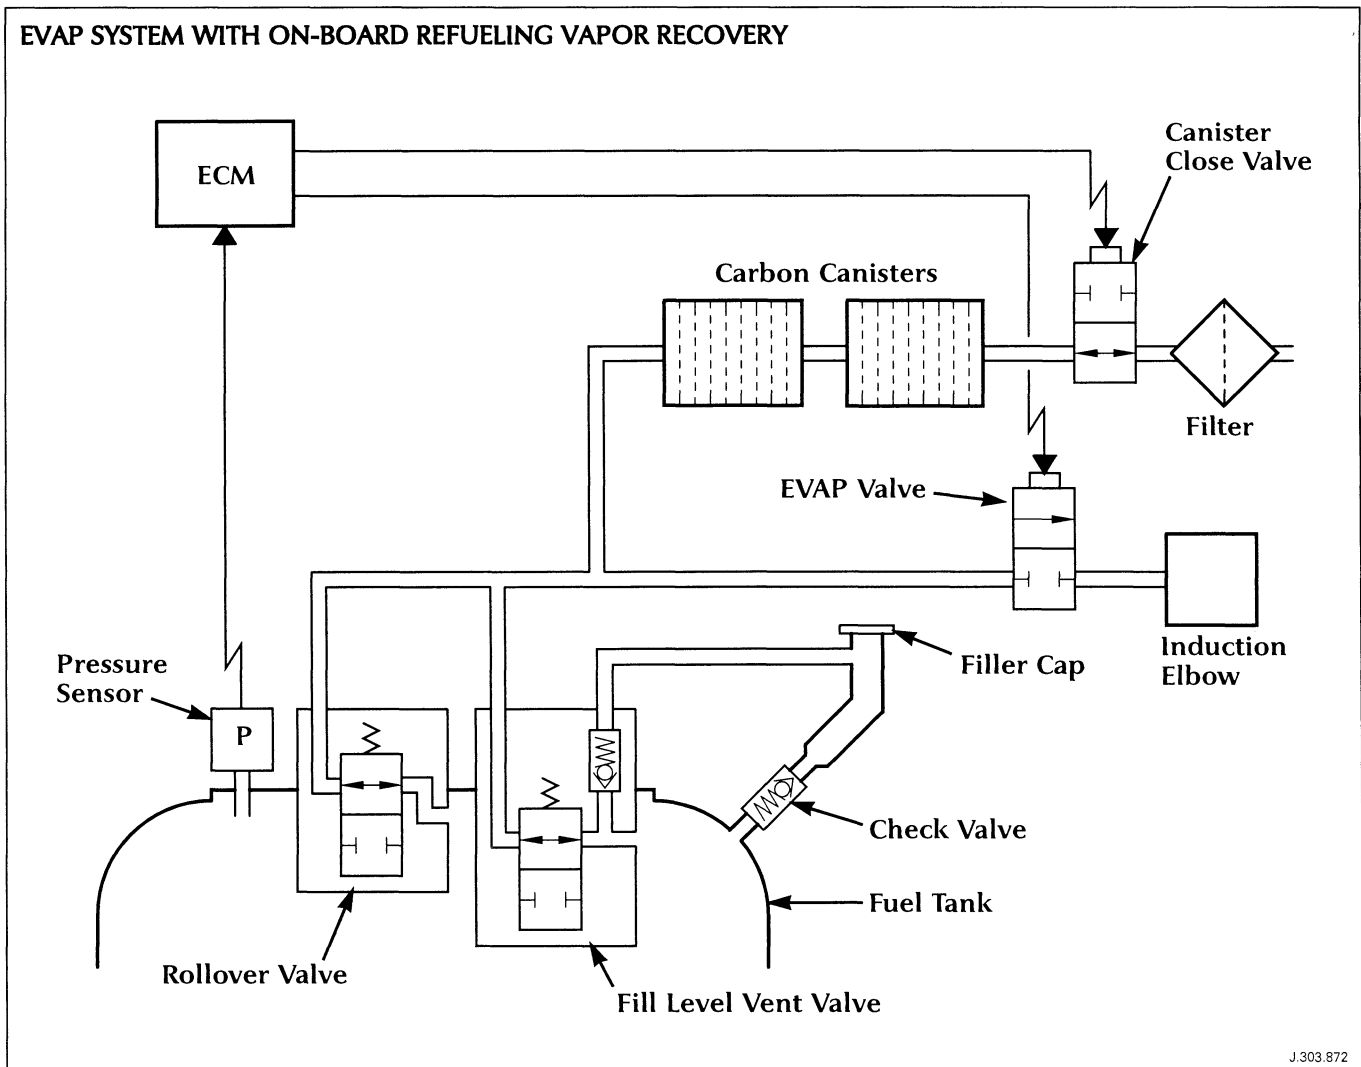 EVAP SYSTEM WITH ON-BOARD REFUELING VAPOR RECOVERY
ECM
Canister
Close Valve
Carbon Canisters
Filter
EVAP Valve
Induction
Elbow
Filler Cap
Pressure
Sensor
P
Check Valve
Fuel Tank
Rollover Valve
Fill Level Vent Valve
J.303.872